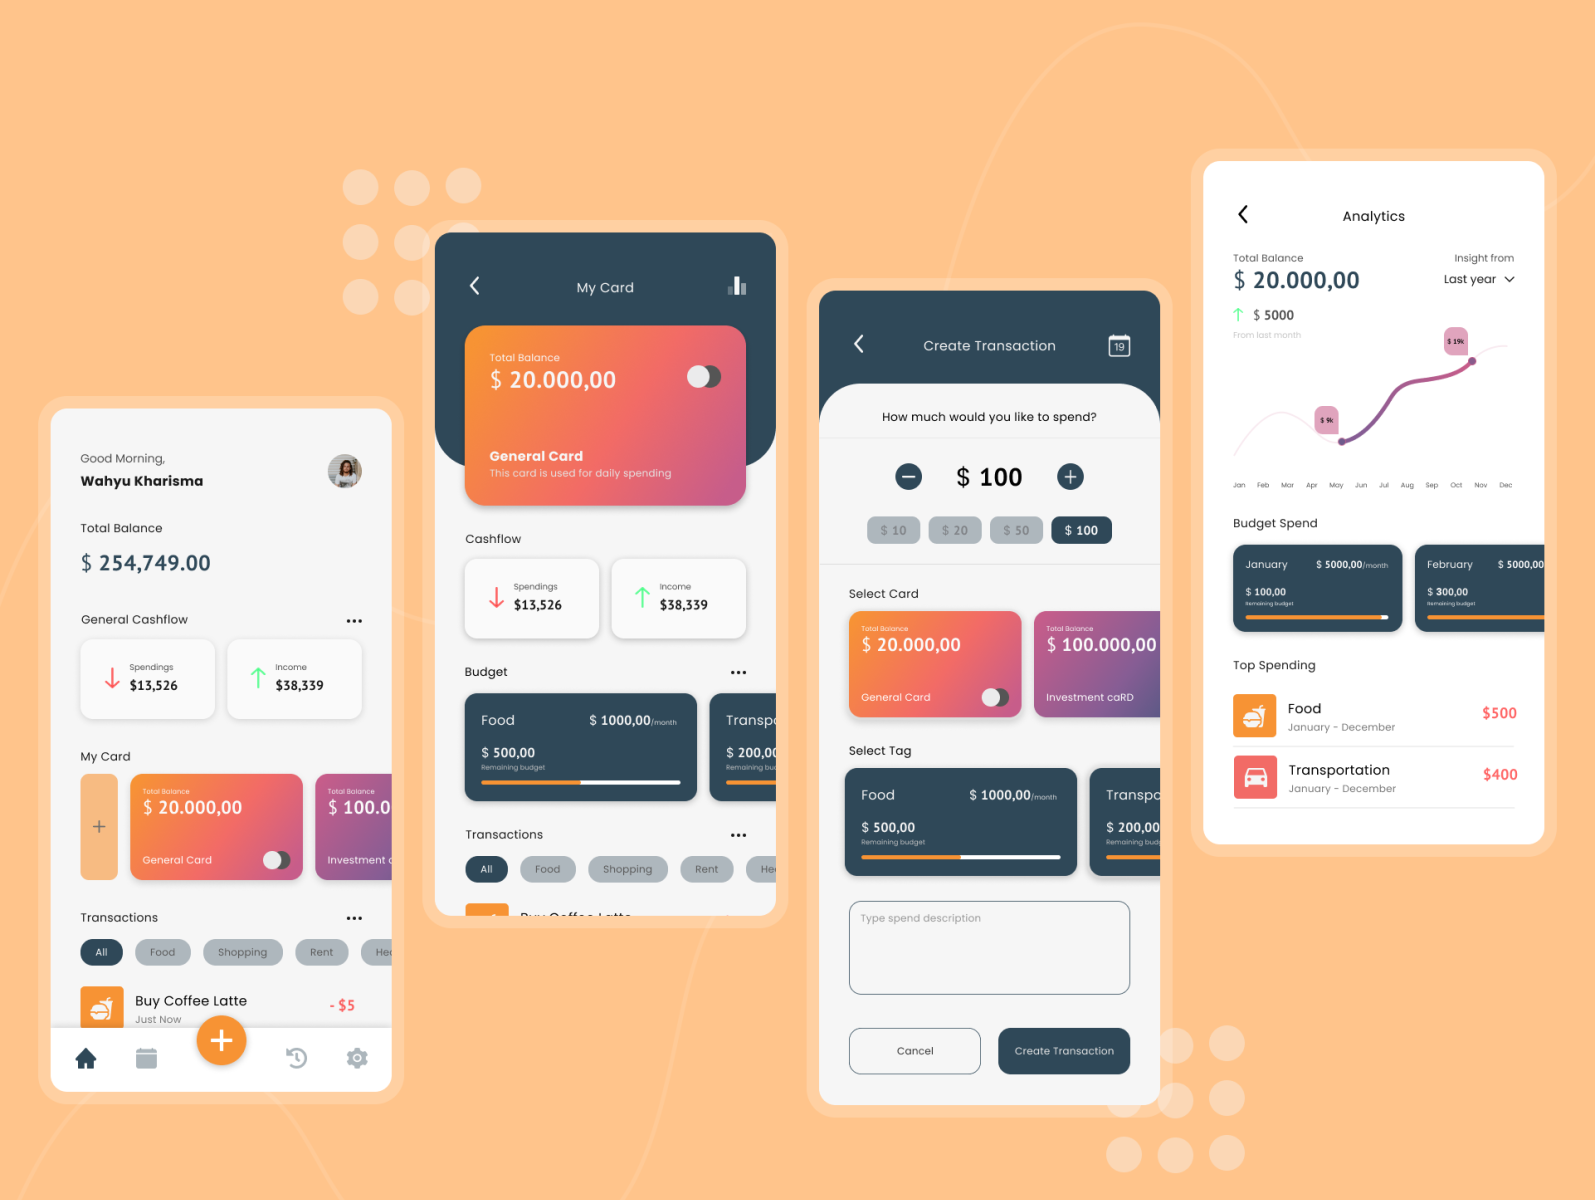 Good Morning,
Wahyu Kharisma
Total Balance
$ 254,749.00
General Cashflow
Spendings
$13,526
Income
$38,339
My Card
+
Total Balance
$ 20.000,00
General Card
Total Balance
$ 100.0
Investment c
Transactions
All Food Shopping Rent Hea
Buy Coffee Latte
- $5
Just Now
My Card
Total Balance
$ 20.000,00
General Card
This card is used for daily spending
Cashflow
Spendings
$13,526
Income
$38,339
Budget
Food $ 1000,00/month
$ 500,00
Remaining budget
Transpo
$ 200,00
Remaining bud
Transactions
All Food Shopping Rent Hea
Buy Coffee Latte
Create Transaction
19
How much would you like to spend?
$ 100
$ 10 $ 20 $ 50 $ 100
Select Card
Total Balance
$ 20.000,00
General Card
Total Balance
$ 100.000,00
Investment caRD
Select Tag
Food $ 1000,00/month
$ 500,00
Remaining budget
Transpo
$ 200,00
Remaining budg
Type spend description
Cancel
Create Transaction
Analytics
Total Balance
$ 20.000,00
Insight from
Last year
$ 5000
From last month
$ 19k
$ 9k
Jan Feb Mar Apr May Jun Jul Aug Sep Oct Nov Dec
Budget Spend
January $ 5000,00/month
$ 100,00
Remaining budget
February $ 5000,00
$ 300,00
Remaining budget
Top Spending
Food
January - December
$500
Transportation
January - December
$400